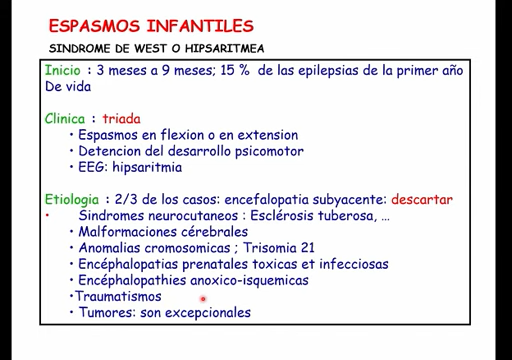 ESPASMOS INFANTILES
SINDROME DE WEST O HIPSARITMEA
Inicio : 3 meses a 9 meses; 15 % de las epilepsias de la primer año
De vida
Clinica : triada
• Espasmos en flexion o en extension
• Detencion del desarrollo psicomotor
• EEG: hipsaritmia
Etiologia : 2/3 de los casos: encefalopatia subyacente: descartar
• Sindromes neurocutaneos : Esclérosis tuberosa, ...
• Malformaciones cérebrales
• Anomalias cromosomicas ; Trisomia 21
• Encéphalopatias prenatales toxicas et infecciosas
• Encéphalopathies anoxico-isquemicas
•Traumatismos
• Tumores: son excepcionales